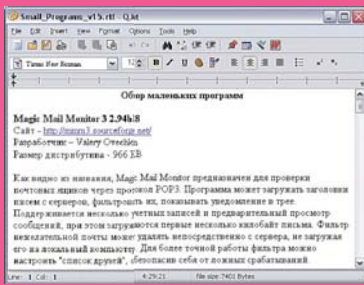 Small_Programs_v15.rtf - Q.kt
File Edit Insert View Format Options Tools Help
Times New Roman 12
Обзор маленьких программ
Magic Mail Monitor 3 2.94b18
Сайт - http://mmm3.sourceforge.net/
Разработчик - Valery Ovechkin
Размер дистрибутива - 966 KB
Как видно из названия, Magic Mail Monitor предназначен для проверки
почтовых ящиков через протокол POP3. Программа может загружать заголовки
писем с серверов, фильтровать их, показывать уведомление в трее.
Поддерживается несколько учетных записей и предварительный просмотр
сообщений, при этом загружаются первые несколько килобайт письма. Фильтр
нежелательной почты может удалять непосредственно с сервера, не загружая
его на локальный компьютер. Для более точной работы фильтра можно
настроить "список друзей", обезопасив себя от ложных срабатываний.
Line: 1 Col: 1 4:29:21 File size 7401 Bytes